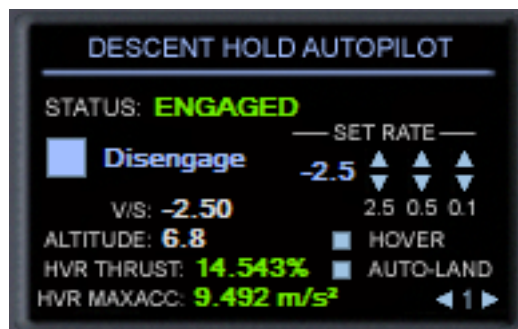 DESCENT HOLD AUTOPILOT
STATUS: ENGAGED
SET RATE
Disengage -2.5
V/S: -2.50 2.5 0.5 0.1
ALTITUDE: 6.8 HOVER
HVR THRUST: 14.543% AUTO-LAND
HVR MAXACC: 9.492 m/s² 1